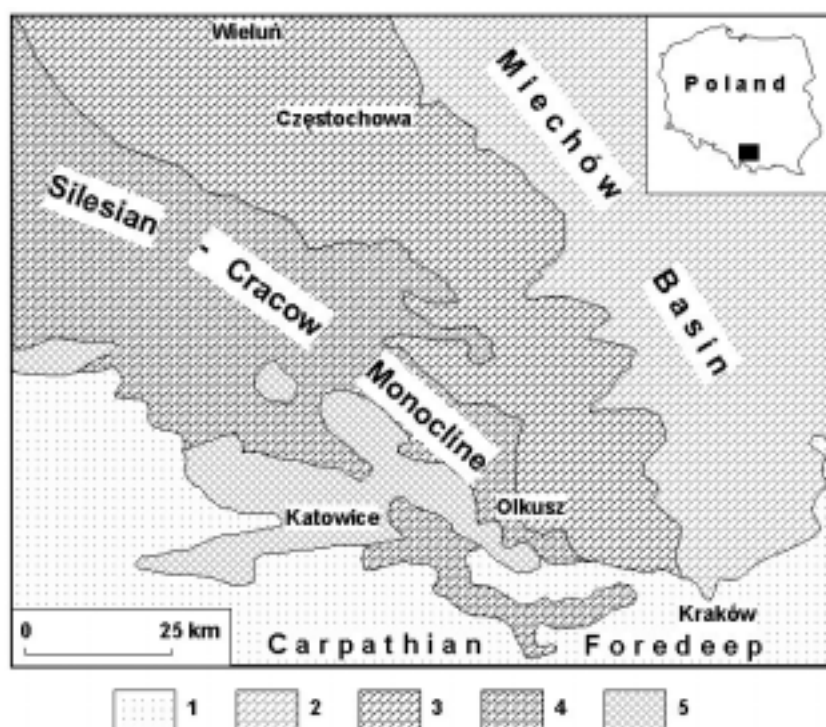 Wieluń
Częstochowa
Miechów
Basin
Poland
Silesian
- Cracow
Monocline
Katowice
Olkusz
Kraków
0 25 km
Carpathian Foredeep
1 2 3 4 5